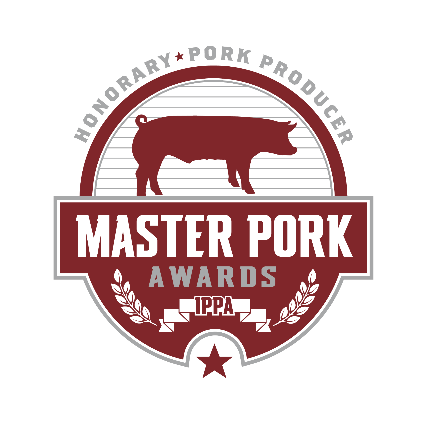 HONORARY★PORK PRODUCER
MASTER PORK
AWARDS
IPPA